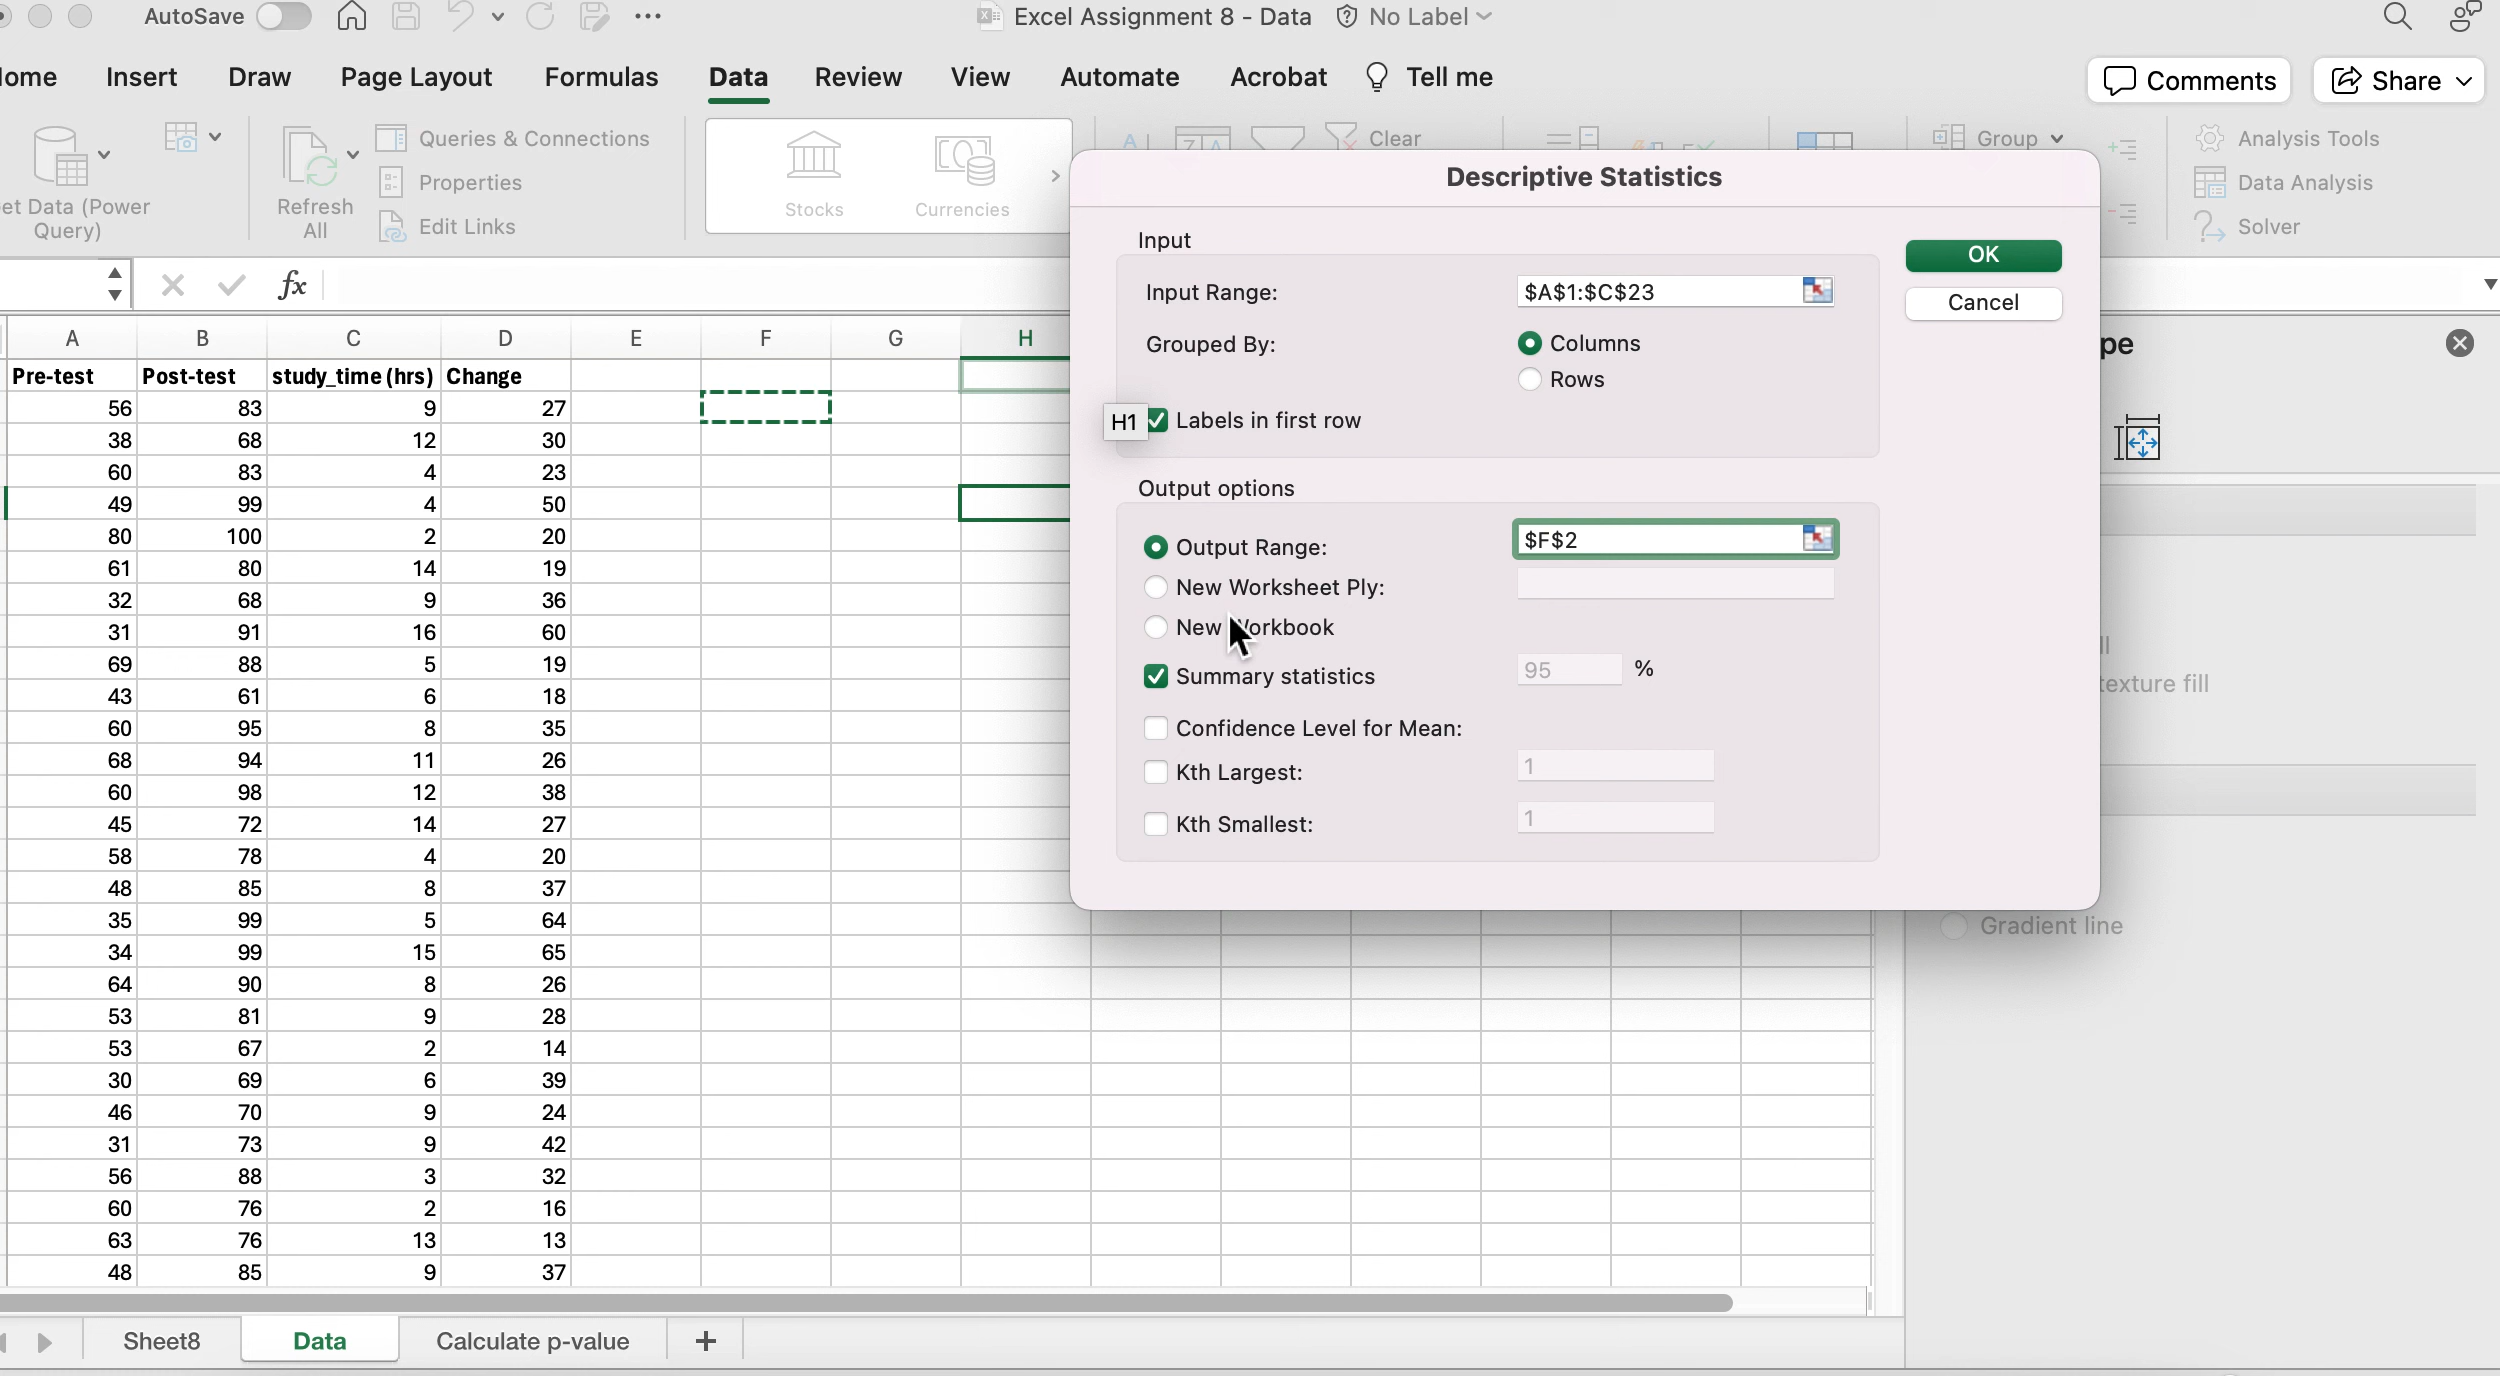 AutoSave Excel Assignment 8 - Data No Label
Insert Draw Page Layout Formulas Data Review View Automate Acrobat Tell me Comments Share
Queries & Connections Clear Group Analysis Tools
Properties Data Analysis
Refresh Stocks Currencies
Data (Power
Query) All Edit Links Solver
fx
Descriptive Statistics
Input
Input Range: $A$1:$C$23
OK
Cancel
Grouped By: Columns
Rows
H1 Labels in first row
Output options
Output Range: $F$2
New Worksheet Ply:
New Workbook
Summary statistics 95 %
Confidence Level for Mean:
Kth Largest: 1
Kth Smallest: 1
texture fill
Gradient line
A B C D E F G H
Pre-test Post-test study_time (hrs) Change
56 83 9 27
38 68 12 30
60 83 4 23
49 99 4 50
80 100 2 20
61 80 14 19
32 68 9 36
31 91 16 60
69 88 5 19
43 61 6 18
60 95 8 35
68 94 11 26
60 98 12 38
45 72 14 27
58 78 4 20
48 85 8 37
35 99 5 64
34 99 15 65
64 90 8 26
53 81 9 28
53 67 2 14
30 69 6 39
46 70 9 24
31 73 9 42
56 88 3 32
60 76 2 16
63 76 13 13
48 85 9 37
Sheet8 Data Calculate p-value +